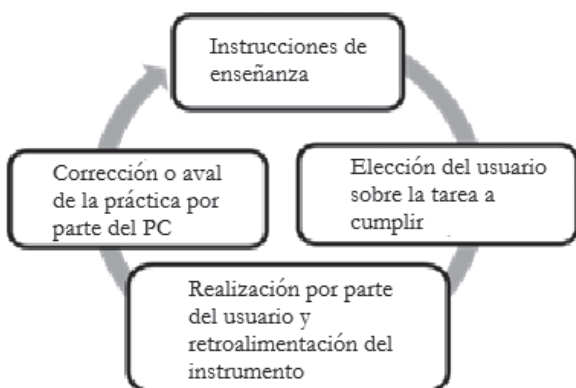 Instrucciones de
enseñanza
Elección del usuario
sobre la tarea a
cumplir
Realización por parte
del usuario y
retroalimentación del
instrumento
Corrección o aval
de la práctica por
parte del PC